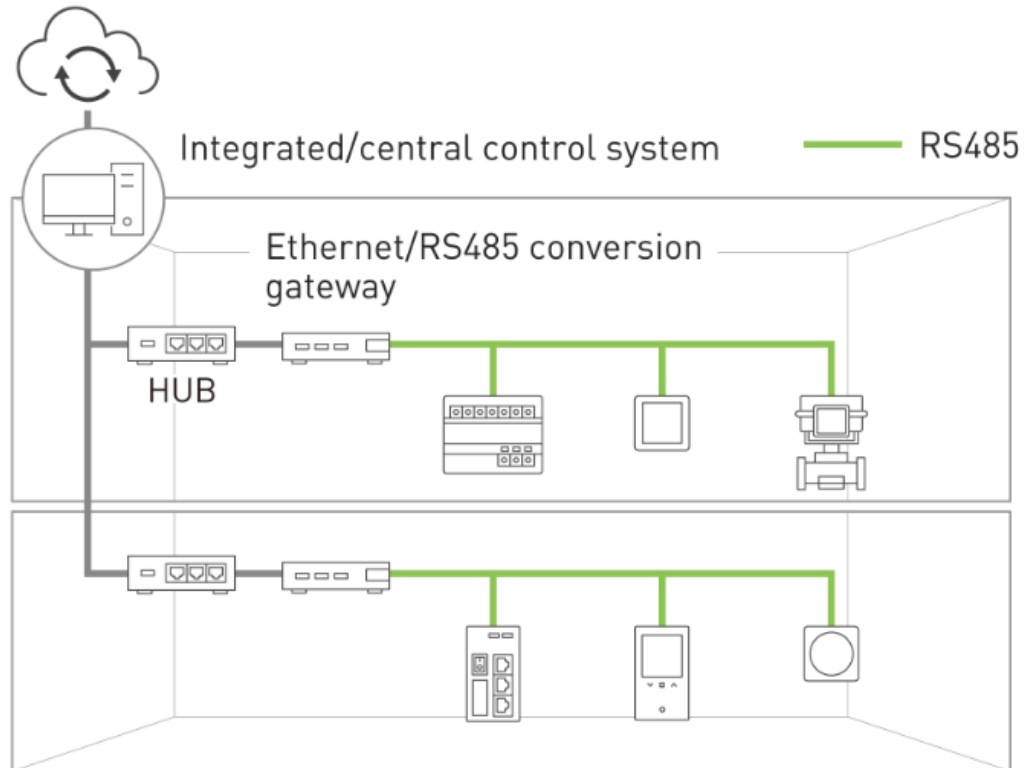 Integrated/central control system
RS485
Ethernet/RS485 conversion
gateway
HUB